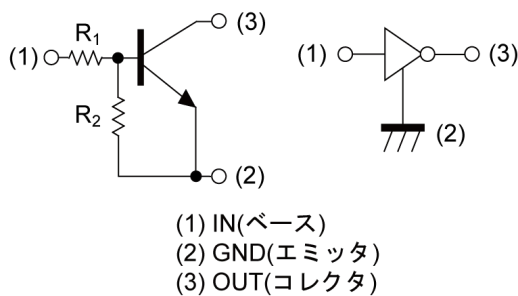 (3)
(1) R₁
R₂
(2)
(1) (3)
(2)
(1) IN(ベース)
(2) GND(エミッタ)
(3) OUT(コレクタ)